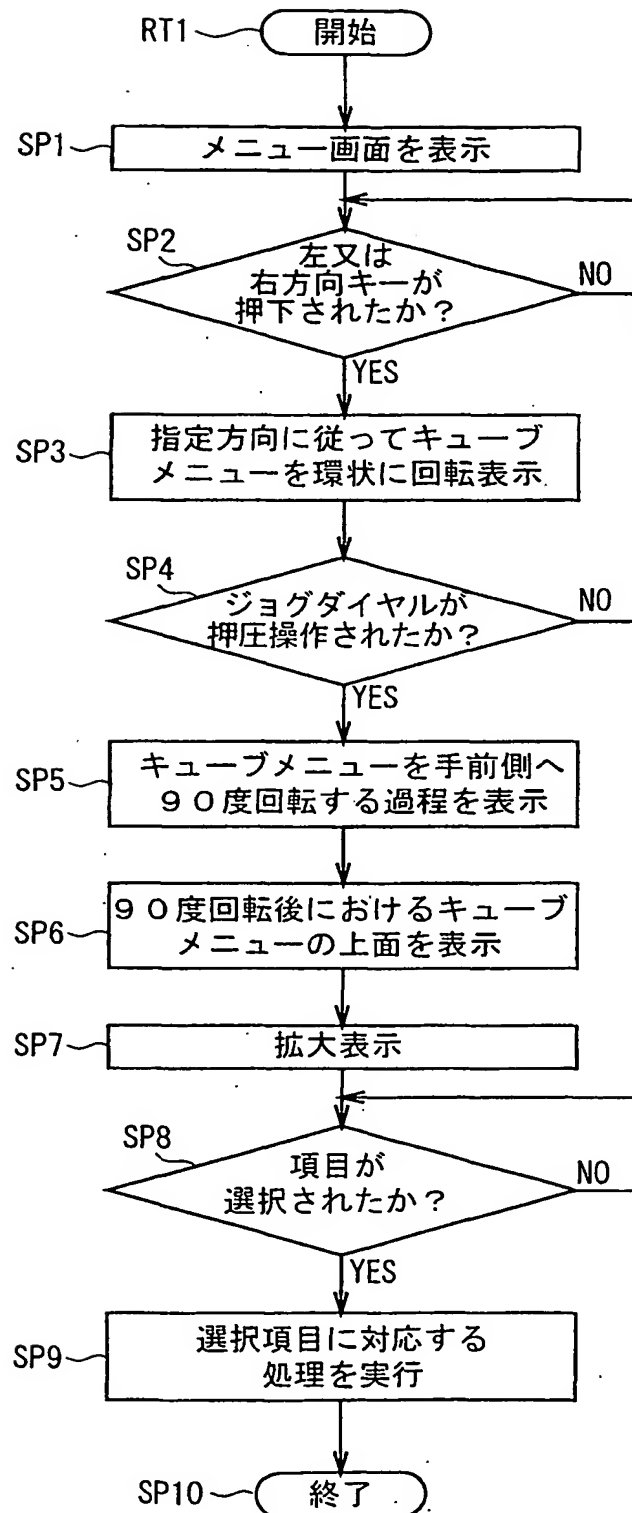 RT1
開始
SP1
メニュー画面を表示
SP2
左又は
右方向キーが
押下されたか？
NO
YES
SP3
指定方向に従ってキューブ
メニューを環状に回転表示
SP4
ジョグダイヤルが
押圧操作されたか？
NO
YES
SP5
キューブメニューを手前側へ
９０度回転する過程を表示
SP6
９０度回転後におけるキューブ
メニューの上面を表示
SP7
拡大表示
SP8
項目が
選択されたか？
NO
YES
SP9
選択項目に対応する
処理を実行
SP10
終了